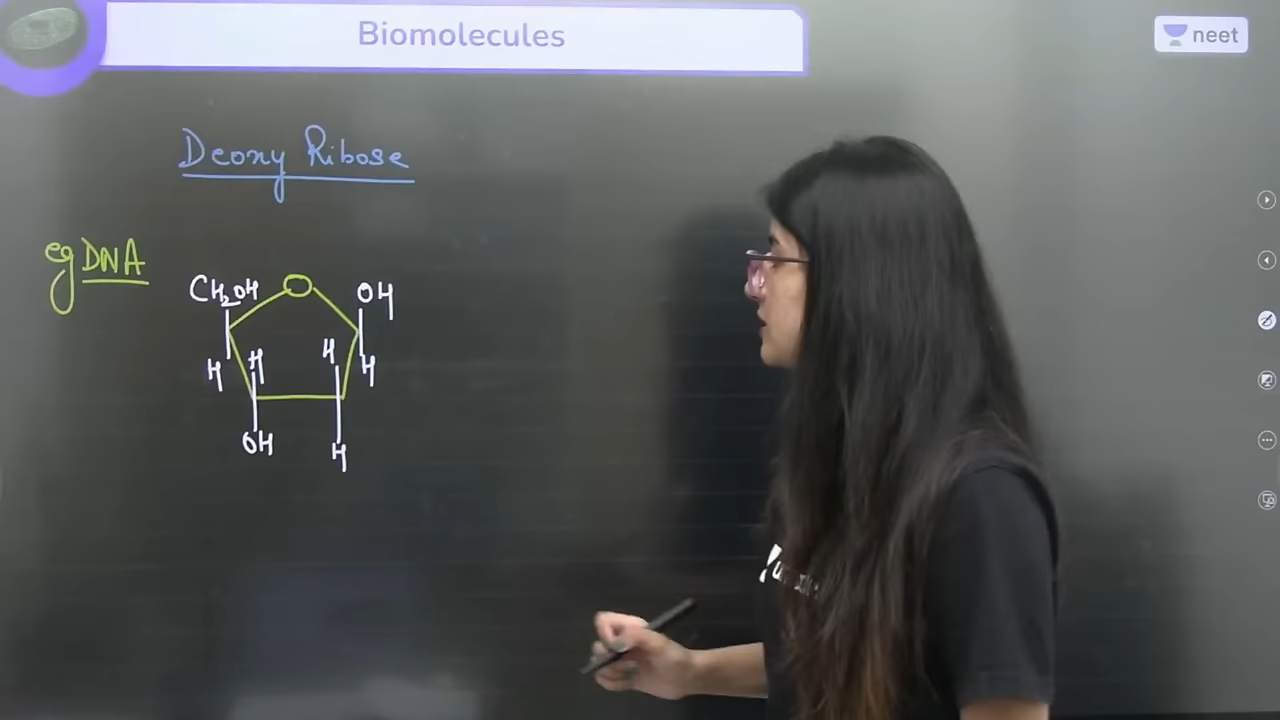 Biomolecules
neet
Deoxy Ribose
eg DNA
CH₂OH
O
OH
H
H
H
H
OH
H